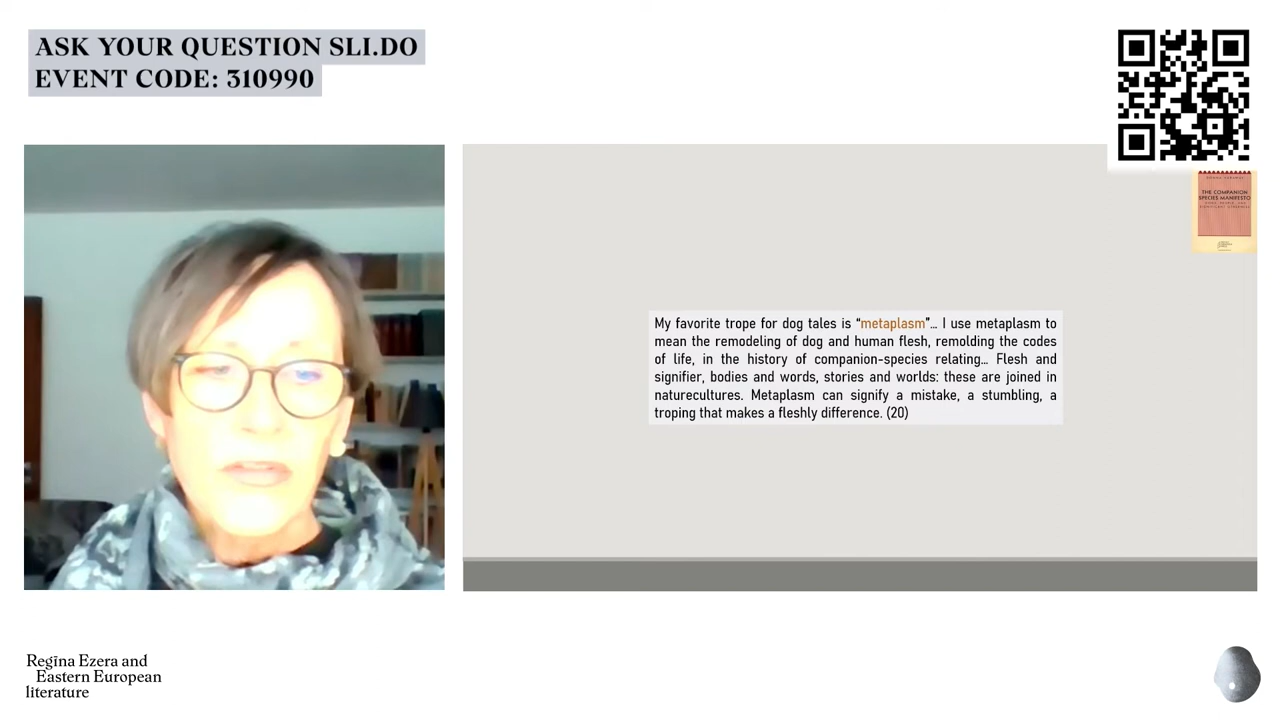 ASK YOUR QUESTION SLI.DO
EVENT CODE: 310990
THE COMPANION
SPECIES MANIFESTO
My favorite trope for dog tales is “metaplasm”… I use metaplasm to
mean the remodeling of dog and human flesh, remolding the codes
of life, in the history of companion-species relating… Flesh and
signifier, bodies and words, stories and worlds: these are joined in
naturecultures. Metaplasm can signify a mistake, a stumbling, a
troping that makes a fleshly difference. (20)
Regīna Ezera and
Eastern European
literature